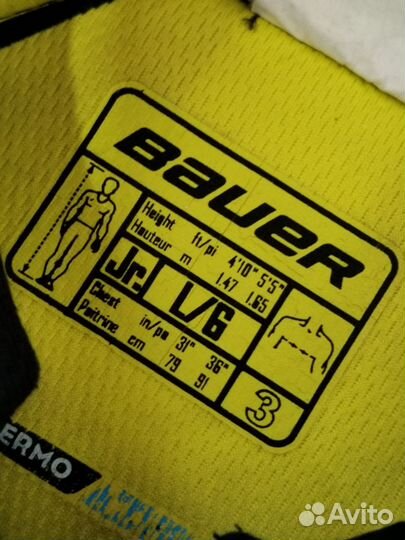 BAUER
Height ft/pi 4'10" 5'5"
Hauteur m 1.47 1.65
Jr. L/G
Chest in/po 31" 36"
Poitrine cm 79 91
3
ERMO
Avito